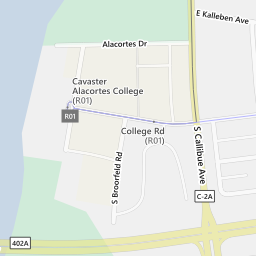 E Kalleben Ave
Alacortes Dr
Cavaster
Alacortes College
(R01)
R01
College Rd
(R01)
S Callibue Ave
S Broorfeld Rd
C-2A
402A